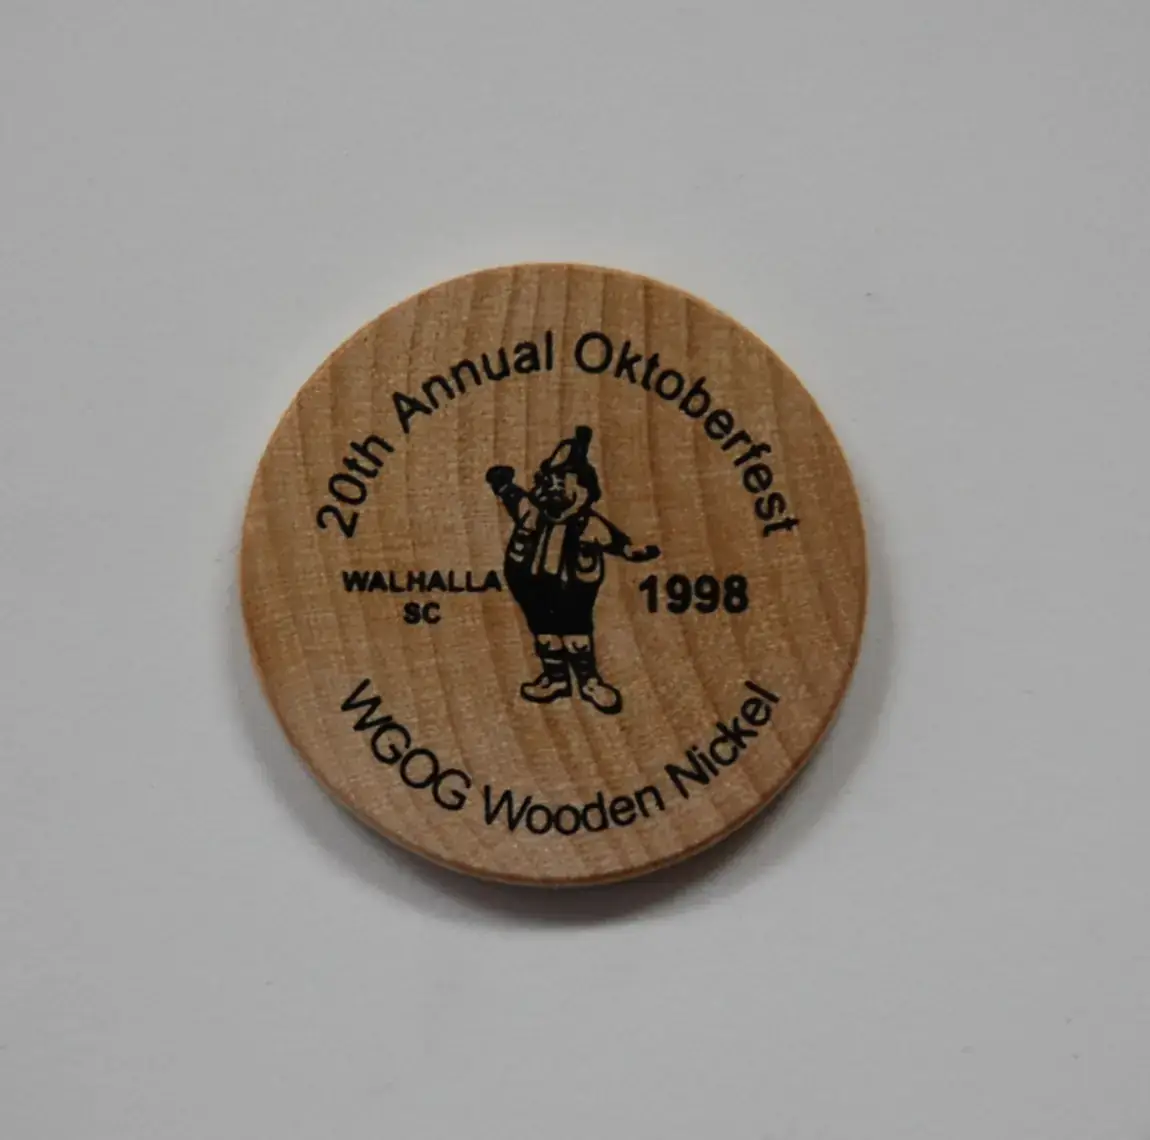 20th Annual Oktoberfest
WALHALLA
SC
1998
WGOG Wooden Nickel